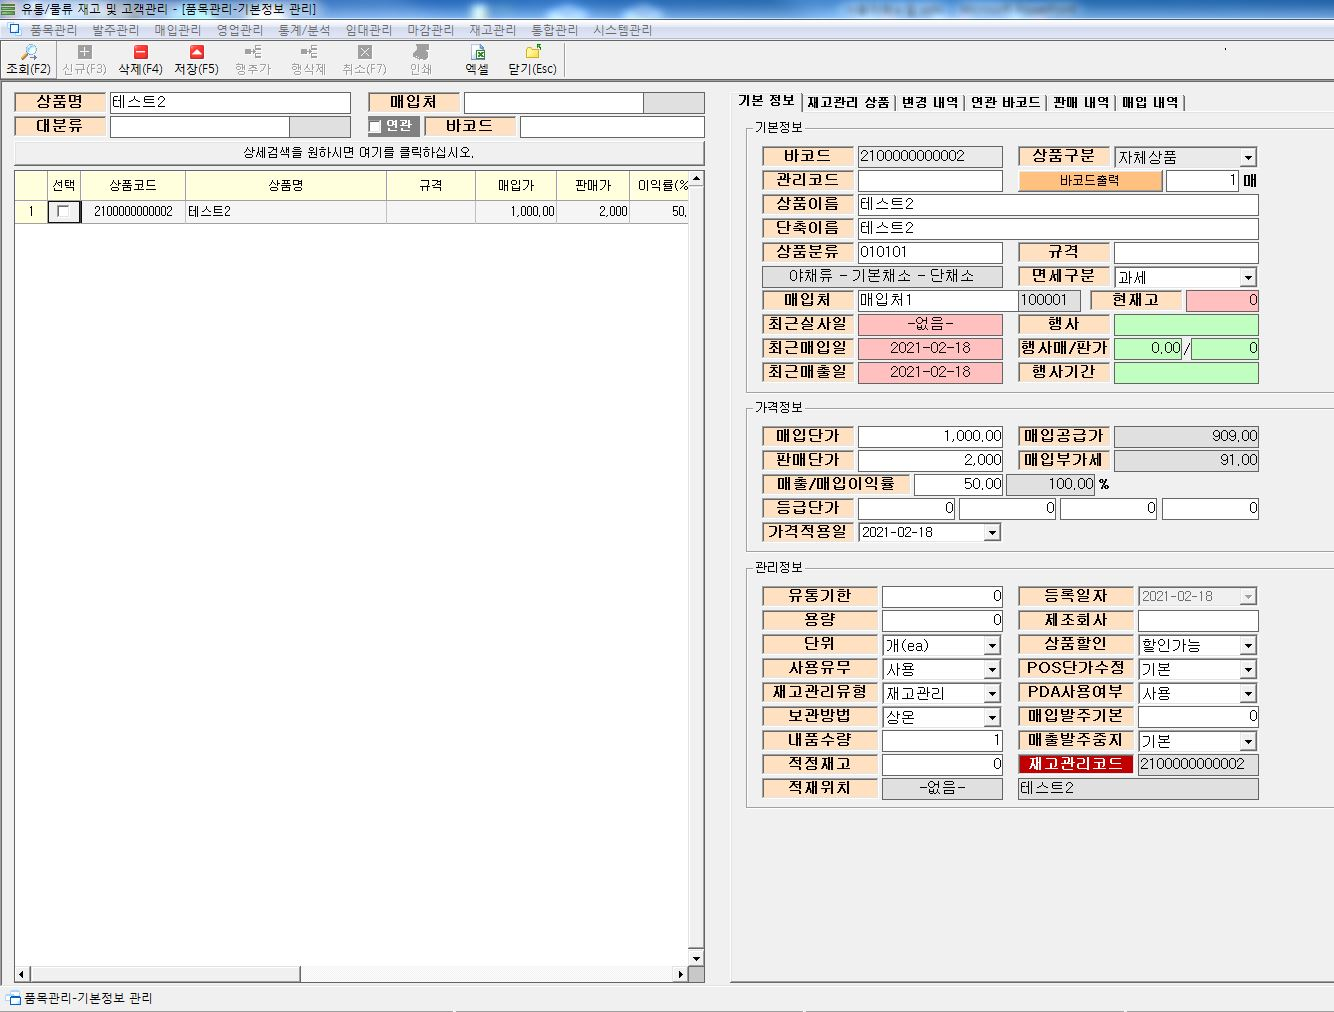 유통/물류 재고 및 고객관리 - [품목관리-기본정보 관리]
품목관리 발주관리 매입관리 영업관리 통계/분석 임대관리 마감관리 재고관리 통합관리 시스템관리
조회(F2) 신규(F3) 삭제(F4) 저장(F5) 행추가 행삭제 취소(F7) 인쇄 엑셀 닫기(Esc)
상품명 테스트2 매입처
대분류 연관 바코드
상세검색을 원하시면 여기를 클릭하십시오.
선택 상품코드 상품명 규격 매입가 판매가 이익률(%
1 2100000000002 테스트2 1,000.00 2,000 50.
기본 정보 재고관리 상품 변경 내역 연관 바코드 판매 내역 매입 내역
기본정보
바코드 2100000000002 상품구분 자체상품
관리코드 바코드출력 1 매
상품이름 테스트2
단축이름 테스트2
상품분류 010101 규격
야채류 - 기본채소 - 단채소 면세구분 과세
매입처 매입처1 100001 현재고 0
최근실사일 -없음- 행사
최근매입일 2021-02-18 행사매/판가 0.00 / 0
최근매출일 2021-02-18 행사기간
가격정보
매입단가 1,000.00 매입공급가 909.00
판매단가 2,000 매입부가세 91.00
매출/매입이익률 50.00 100.00 %
등급단가 0 0 0 0
가격적용일 2021-02-18
관리정보
유통기한 0 등록일자 2021-02-18
용량 0 제조회사
단위 개(ea) 상품할인 할인가능
사용유무 사용 POS단가수정 기본
재고관리유형 재고관리 PDA사용여부 사용
보관방법 상온 매입발주기본 0
내품수량 1 매출발주중지 기본
적정재고 0 재고관리코드 2100000000002
적재위치 -없음- 테스트2
품목관리-기본정보 관리